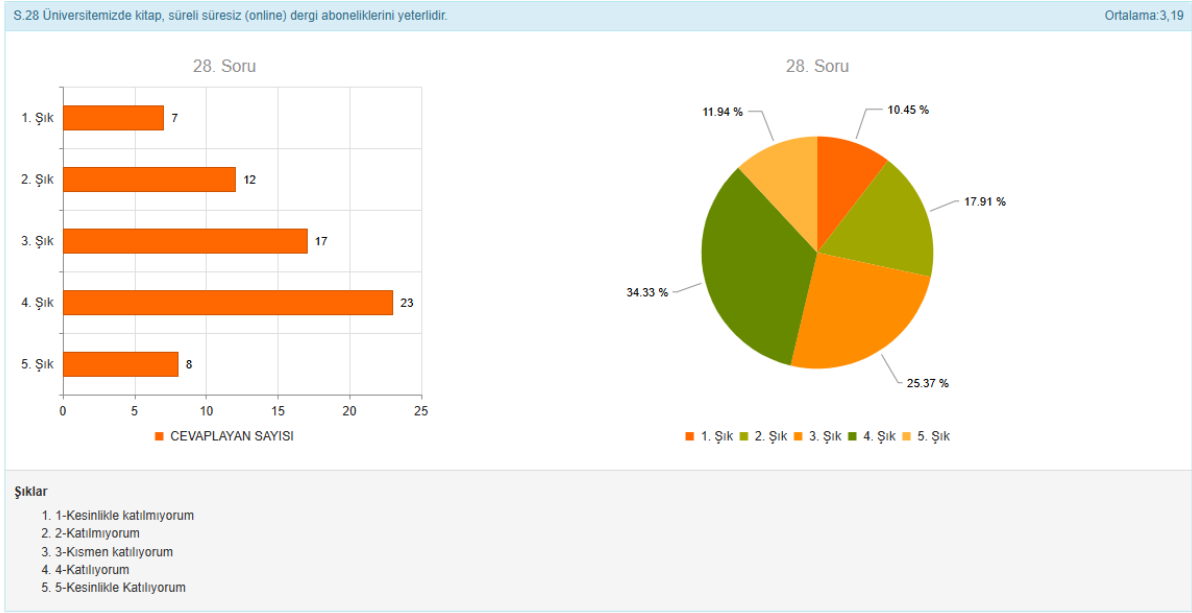 S.28 Üniversitemizde kitap, süreli süresiz (online) dergi aboneliklerini yeterlidir.
Ortalama:3,19
28. Soru
1. Şık
7
2. Şık
12
3. Şık
17
4. Şık
23
5. Şık
8
0 5 10 15 20 25
CEVAPLAYAN SAYISI
28. Soru
11.94 %
10.45 %
17.91 %
34.33 %
25.37 %
1. Şık 2. Şık 3. Şık 4. Şık 5. Şık
Şıklar
1. 1-Kesinlikle katılmıyorum
2. 2-Katılmıyorum
3. 3-Kısmen katılıyorum
4. 4-Katılıyorum
5. 5-Kesinlikle Katılıyorum